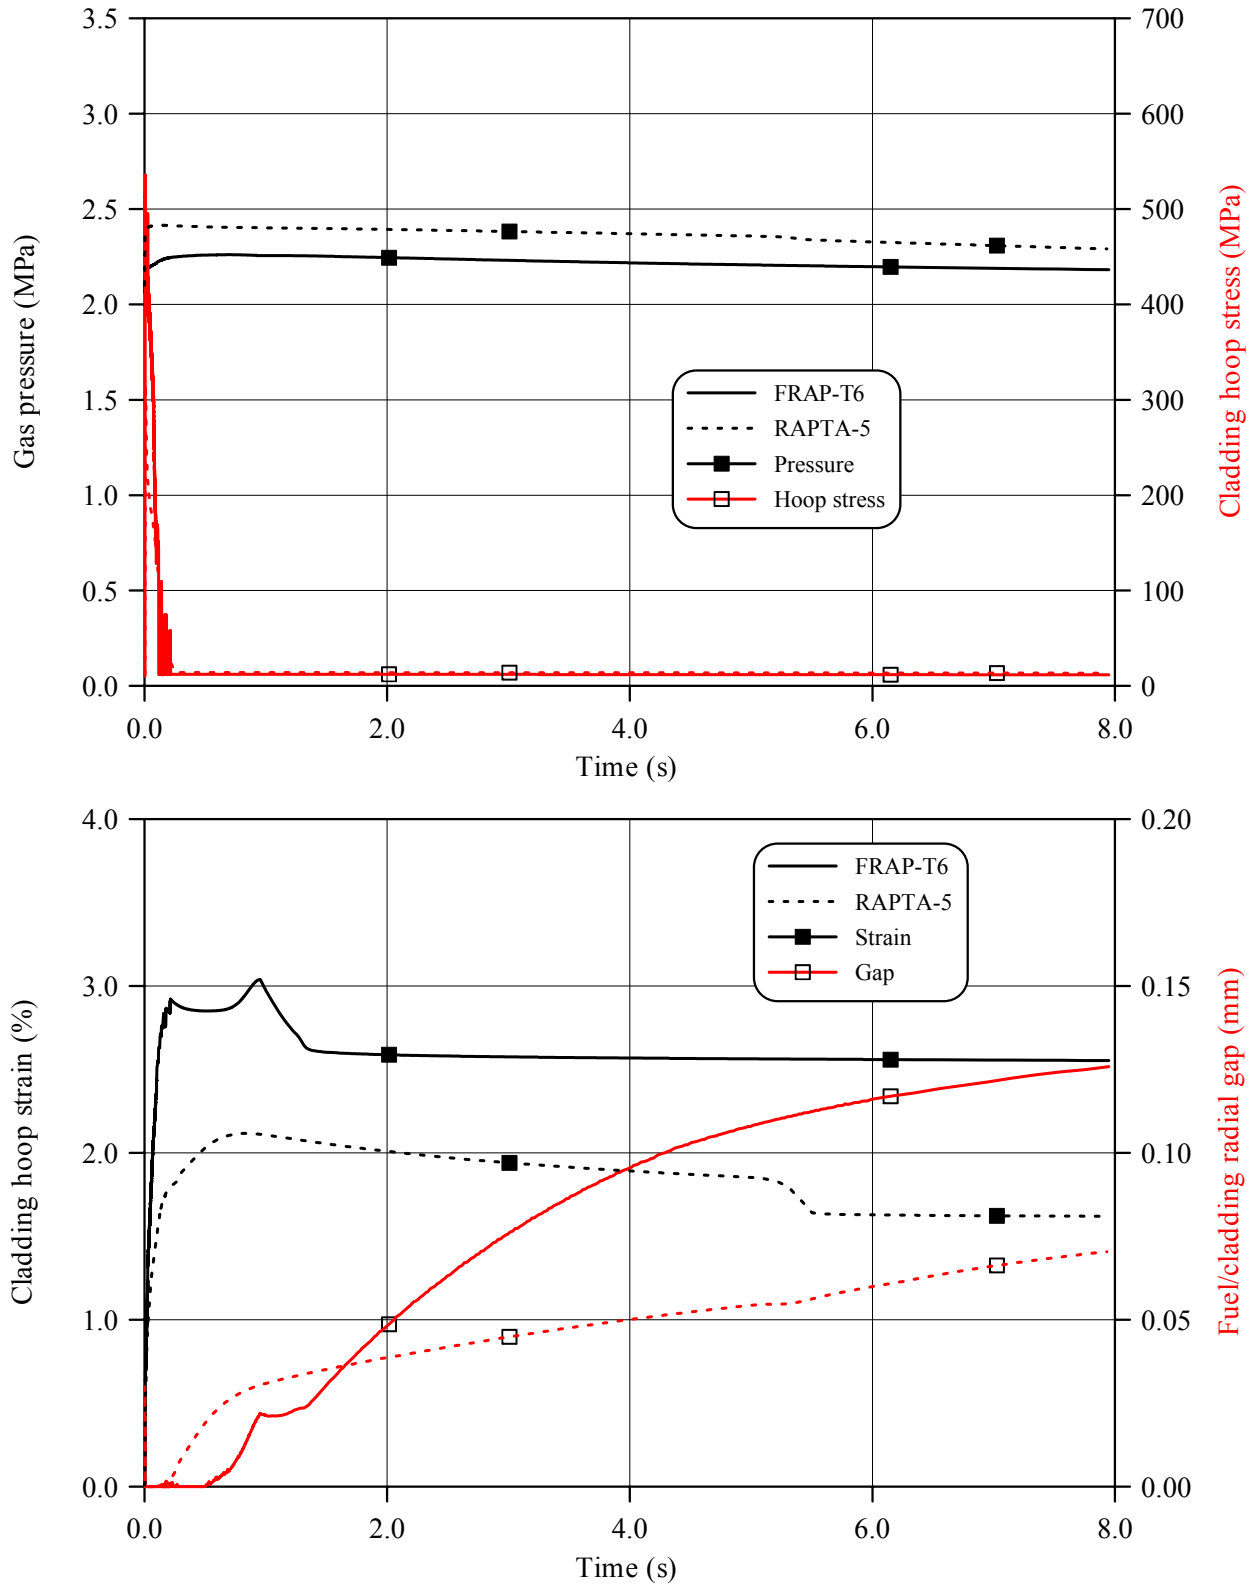 3.5
3.0
2.5
2.0
1.5
1.0
0.5
0.0
Gas pressure (MPa)
700
600
500
400
300
200
100
0
Cladding hoop stress (MPa)
FRAP-T6
RAPTA-5
Pressure
Hoop stress
0.0 2.0 4.0 6.0 8.0
Time (s)
4.0
3.0
2.0
1.0
0.0
Cladding hoop strain (%)
0.20
0.15
0.10
0.05
0.00
Fuel/cladding radial gap (mm)
FRAP-T6
RAPTA-5
Strain
Gap
0.0 2.0 4.0 6.0 8.0
Time (s)